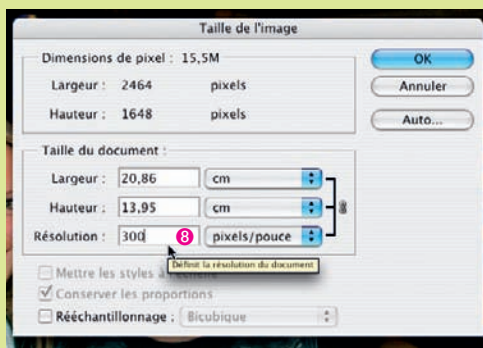 Taille de l'image
Dimensions de pixel : 15,5M
Largeur : 2464 pixels
Hauteur : 1648 pixels
OK
Annuler
Auto...
Taille du document :
Largeur : 20,86 cm
Hauteur : 13,95 cm
Résolution : 300 8 pixels/pouce
Définit la résolution du document
Mettre les styles à l'échelle
Conserver les proportions
Rééchantillonnage : Bicubique